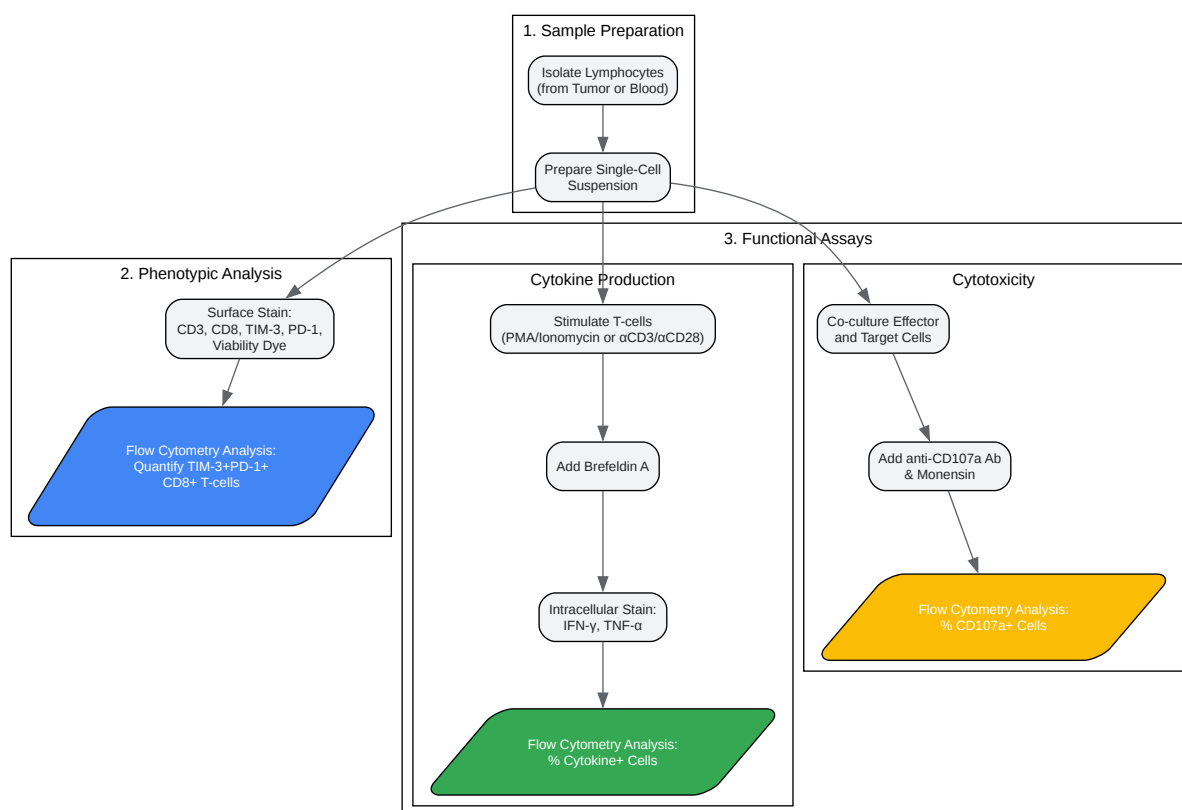 1. Sample Preparation
Isolate Lymphocytes
(from Tumor or Blood)
Prepare Single-Cell
Suspension
2. Phenotypic Analysis
Surface Stain:
CD3, CD8, TIM-3, PD-1,
Viability Dye
Flow Cytometry Analysis:
Quantify TIM-3+PD-1+
CD8+ T-cells
3. Functional Assays
Cytokine Production
Stimulate T-cells
(PMA/Ionomycin or αCD3/αCD28)
Add Brefeldin A
Intracellular Stain:
IFN-γ, TNF-α
Flow Cytometry Analysis:
% Cytokine+ Cells
Cytotoxicity
Co-culture Effector
and Target Cells
Add anti-CD107a Ab
& Monensin
Flow Cytometry Analysis:
% CD107a+ Cells